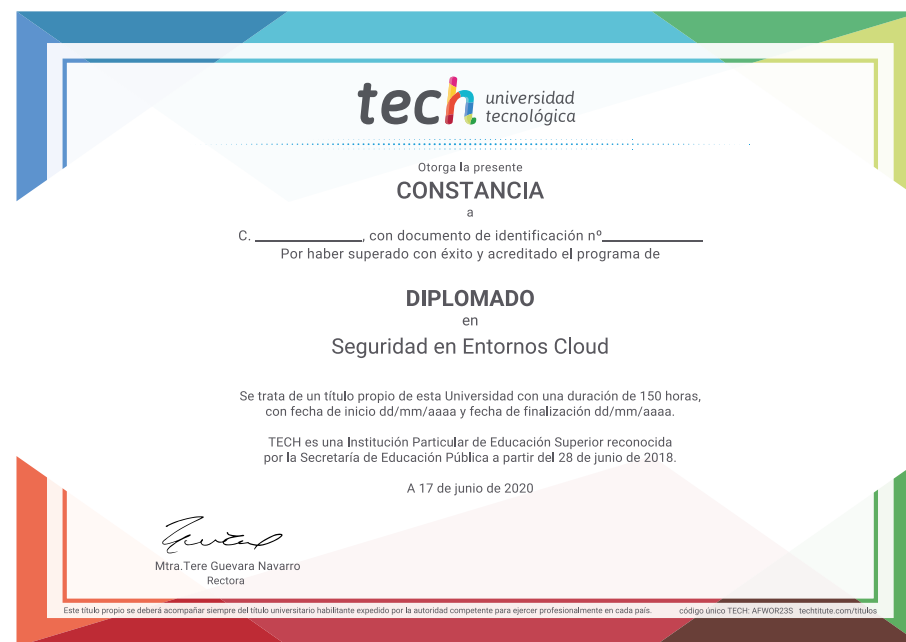 tech universidad
tecnológica
Otorga la presente
CONSTANCIA
a
C. ____________, con documento de identificación nº____________
Por haber superado con éxito y acreditado el programa de
DIPLOMADO
en
Seguridad en Entornos Cloud
Se trata de un título propio de esta Universidad con una duración de 150 horas,
con fecha de inicio dd/mm/aaaa y fecha de finalización dd/mm/aaaa.
TECH es una Institución Particular de Educación Superior reconocida
por la Secretaría de Educación Pública a partir del 28 de junio de 2018.
A 17 de junio de 2020
Mtra.Tere Guevara Navarro
Rectora
Este título propio se deberá acompañar siempre del título universitario habilitante expedido por la autoridad competente para ejercer profesionalmente en cada país. código único TECH: AFWOR23S techtitute.com/titulos